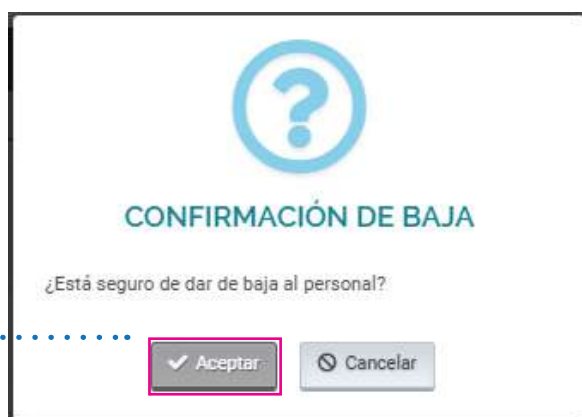 CONFIRMACIÓN DE BAJA
¿Está seguro de dar de baja al personal?
Aceptar
Cancelar